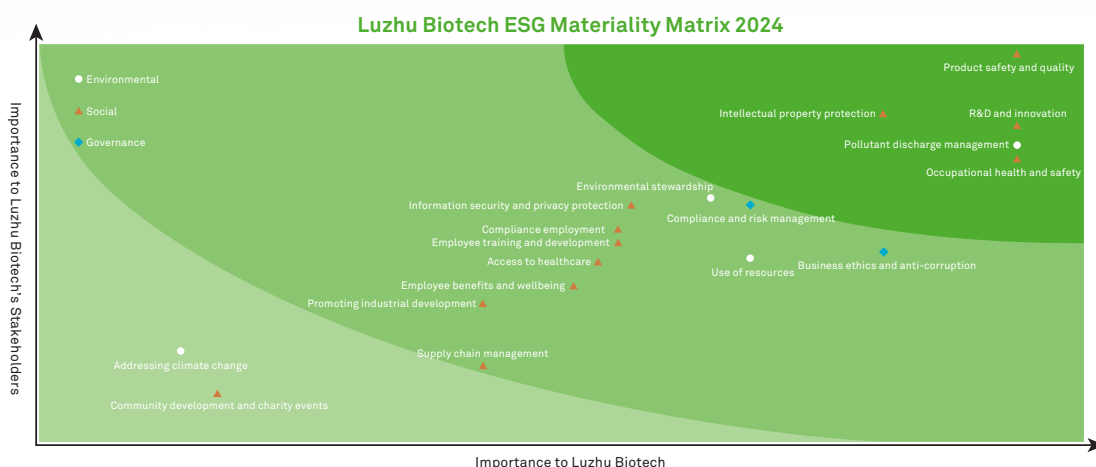 Luzhu Biotech ESG Materiality Matrix 2024
Importance to Luzhu Biotech's Stakeholders
Environmental
Social
Governance
Product safety and quality
Intellectual property protection
R&D and innovation
Pollutant discharge management
Occupational health and safety
Environmental stewardship
Information security and privacy protection
Compliance and risk management
Compliance employment
Employee training and development
Access to healthcare
Use of resources
Business ethics and anti-corruption
Employee benefits and wellbeing
Promoting industrial development
Supply chain management
Addressing climate change
Community development and charity events
Importance to Luzhu Biotech